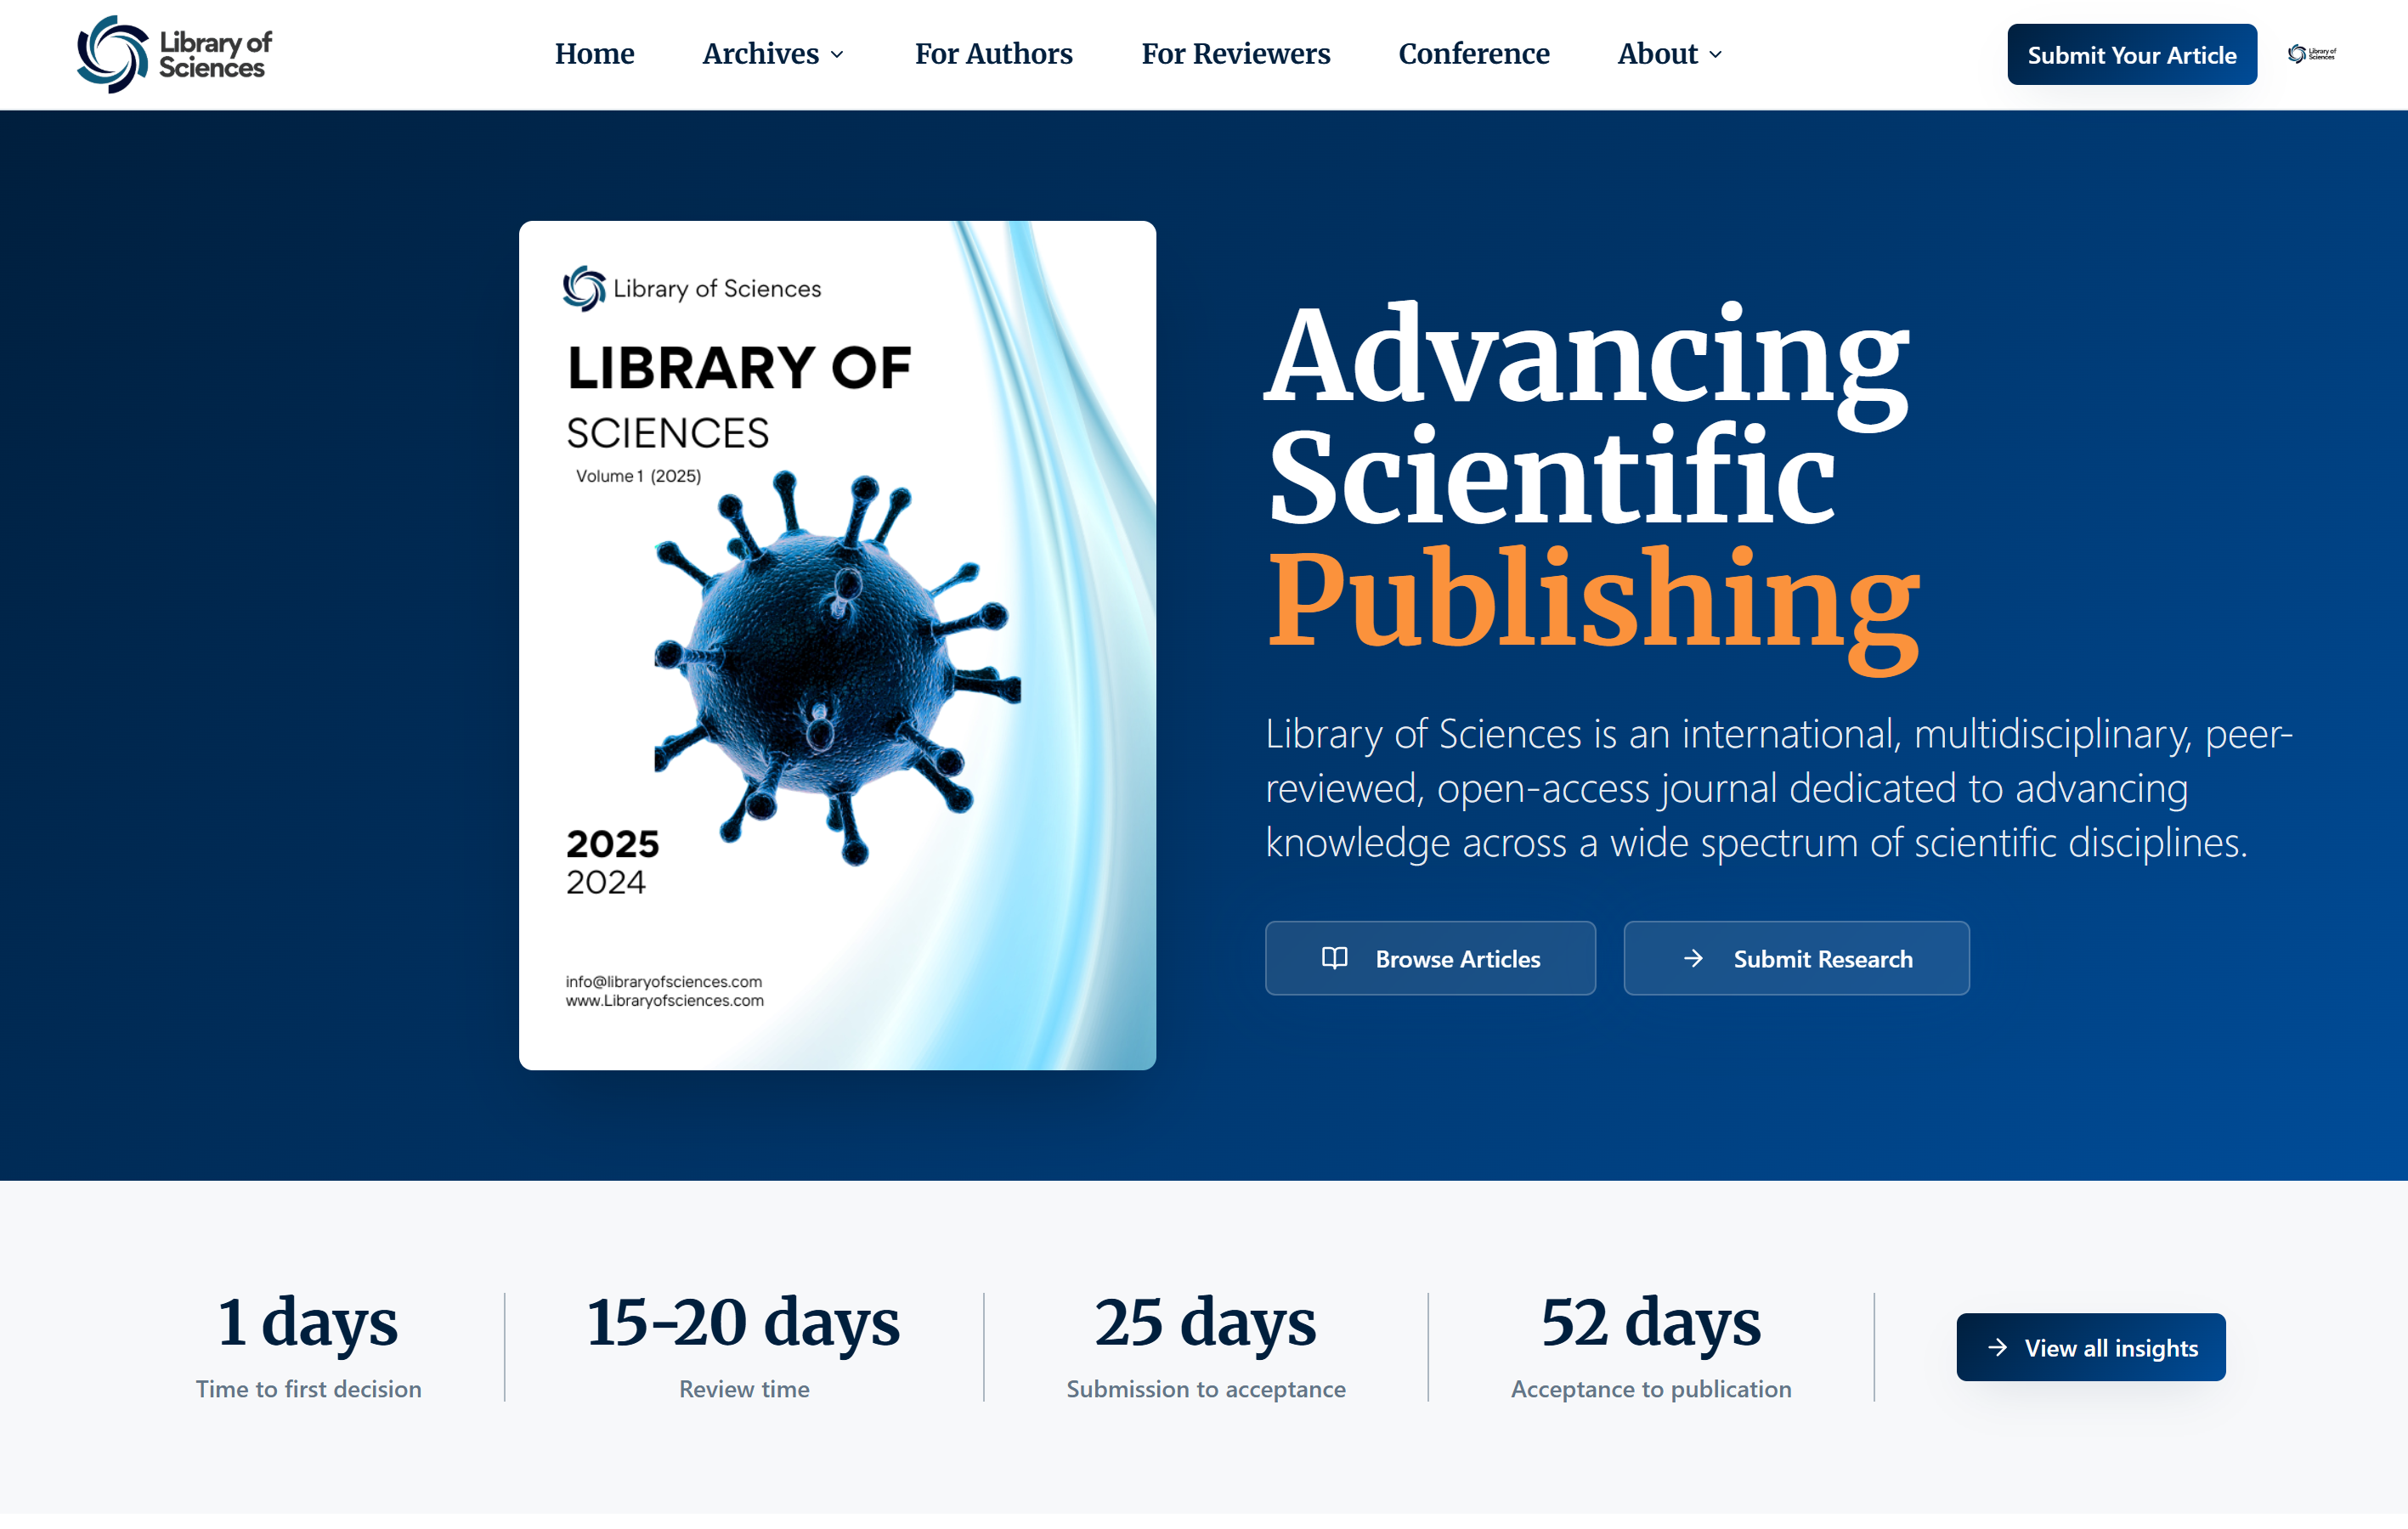 Library of
Sciences
Home
Archives
For Authors
For Reviewers
Conference
About
Submit Your Article
Library of
Sciences
Library of Sciences
LIBRARY OF
SCIENCES
Volume 1 (2025)
2025
2024
info@libraryofsciences.com
www.Libraryofsciences.com
Advancing
Scientific
Publishing
Library of Sciences is an international, multidisciplinary, peer-
reviewed, open-access journal dedicated to advancing
knowledge across a wide spectrum of scientific disciplines.
Browse Articles
Submit Research
1 days
Time to first decision
15-20 days
Review time
25 days
Submission to acceptance
52 days
Acceptance to publication
View all insights